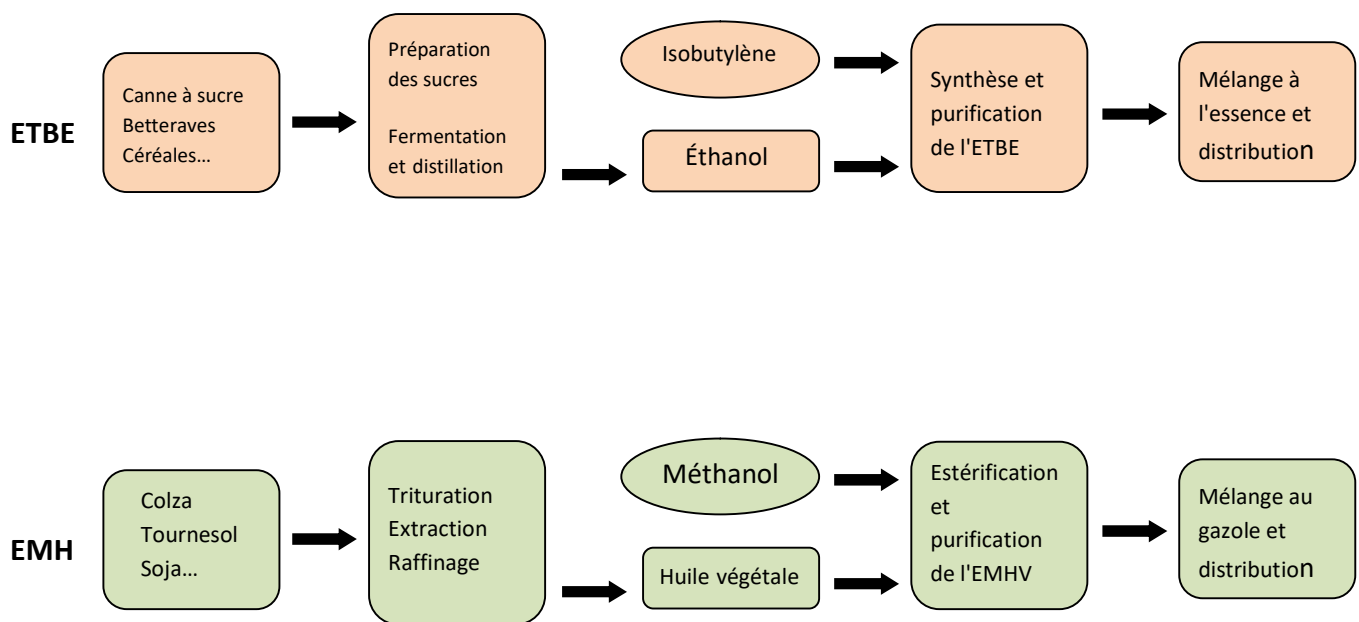 ETBE
Canne à sucre
Betteraves
Céréales...
Préparation
des sucres
Fermentation
et distillation
Isobutylène
Éthanol
Synthèse et
purification
de l'ETBE
Mélange à
l'essence et
distribution
EMH
Colza
Tournesol
Soja...
Trituration
Extraction
Raffinage
Méthanol
Huile végétale
Estérification
et
purification
de l'EMHV
Mélange au
gazole et
distribution